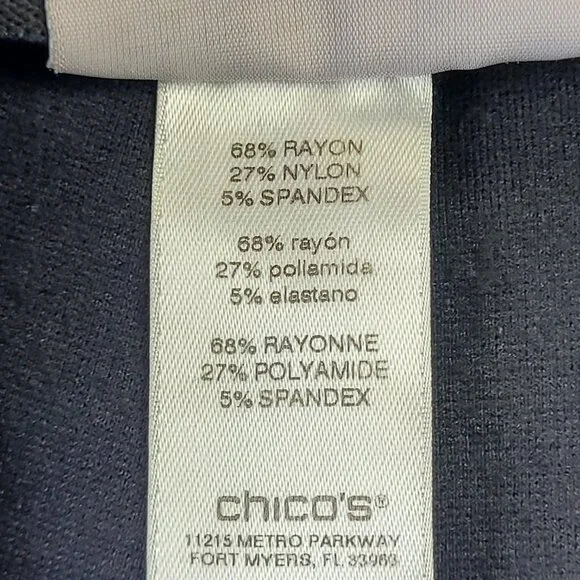 68% RAYON
27% NYLON
5% SPANDEX
68% rayón
27% poliamida
5% elastano
68% RAYONNE
27% POLYAMIDE
5% SPANDEX
chico's®
11215 METRO PARKWAY
FORT MYERS, FL